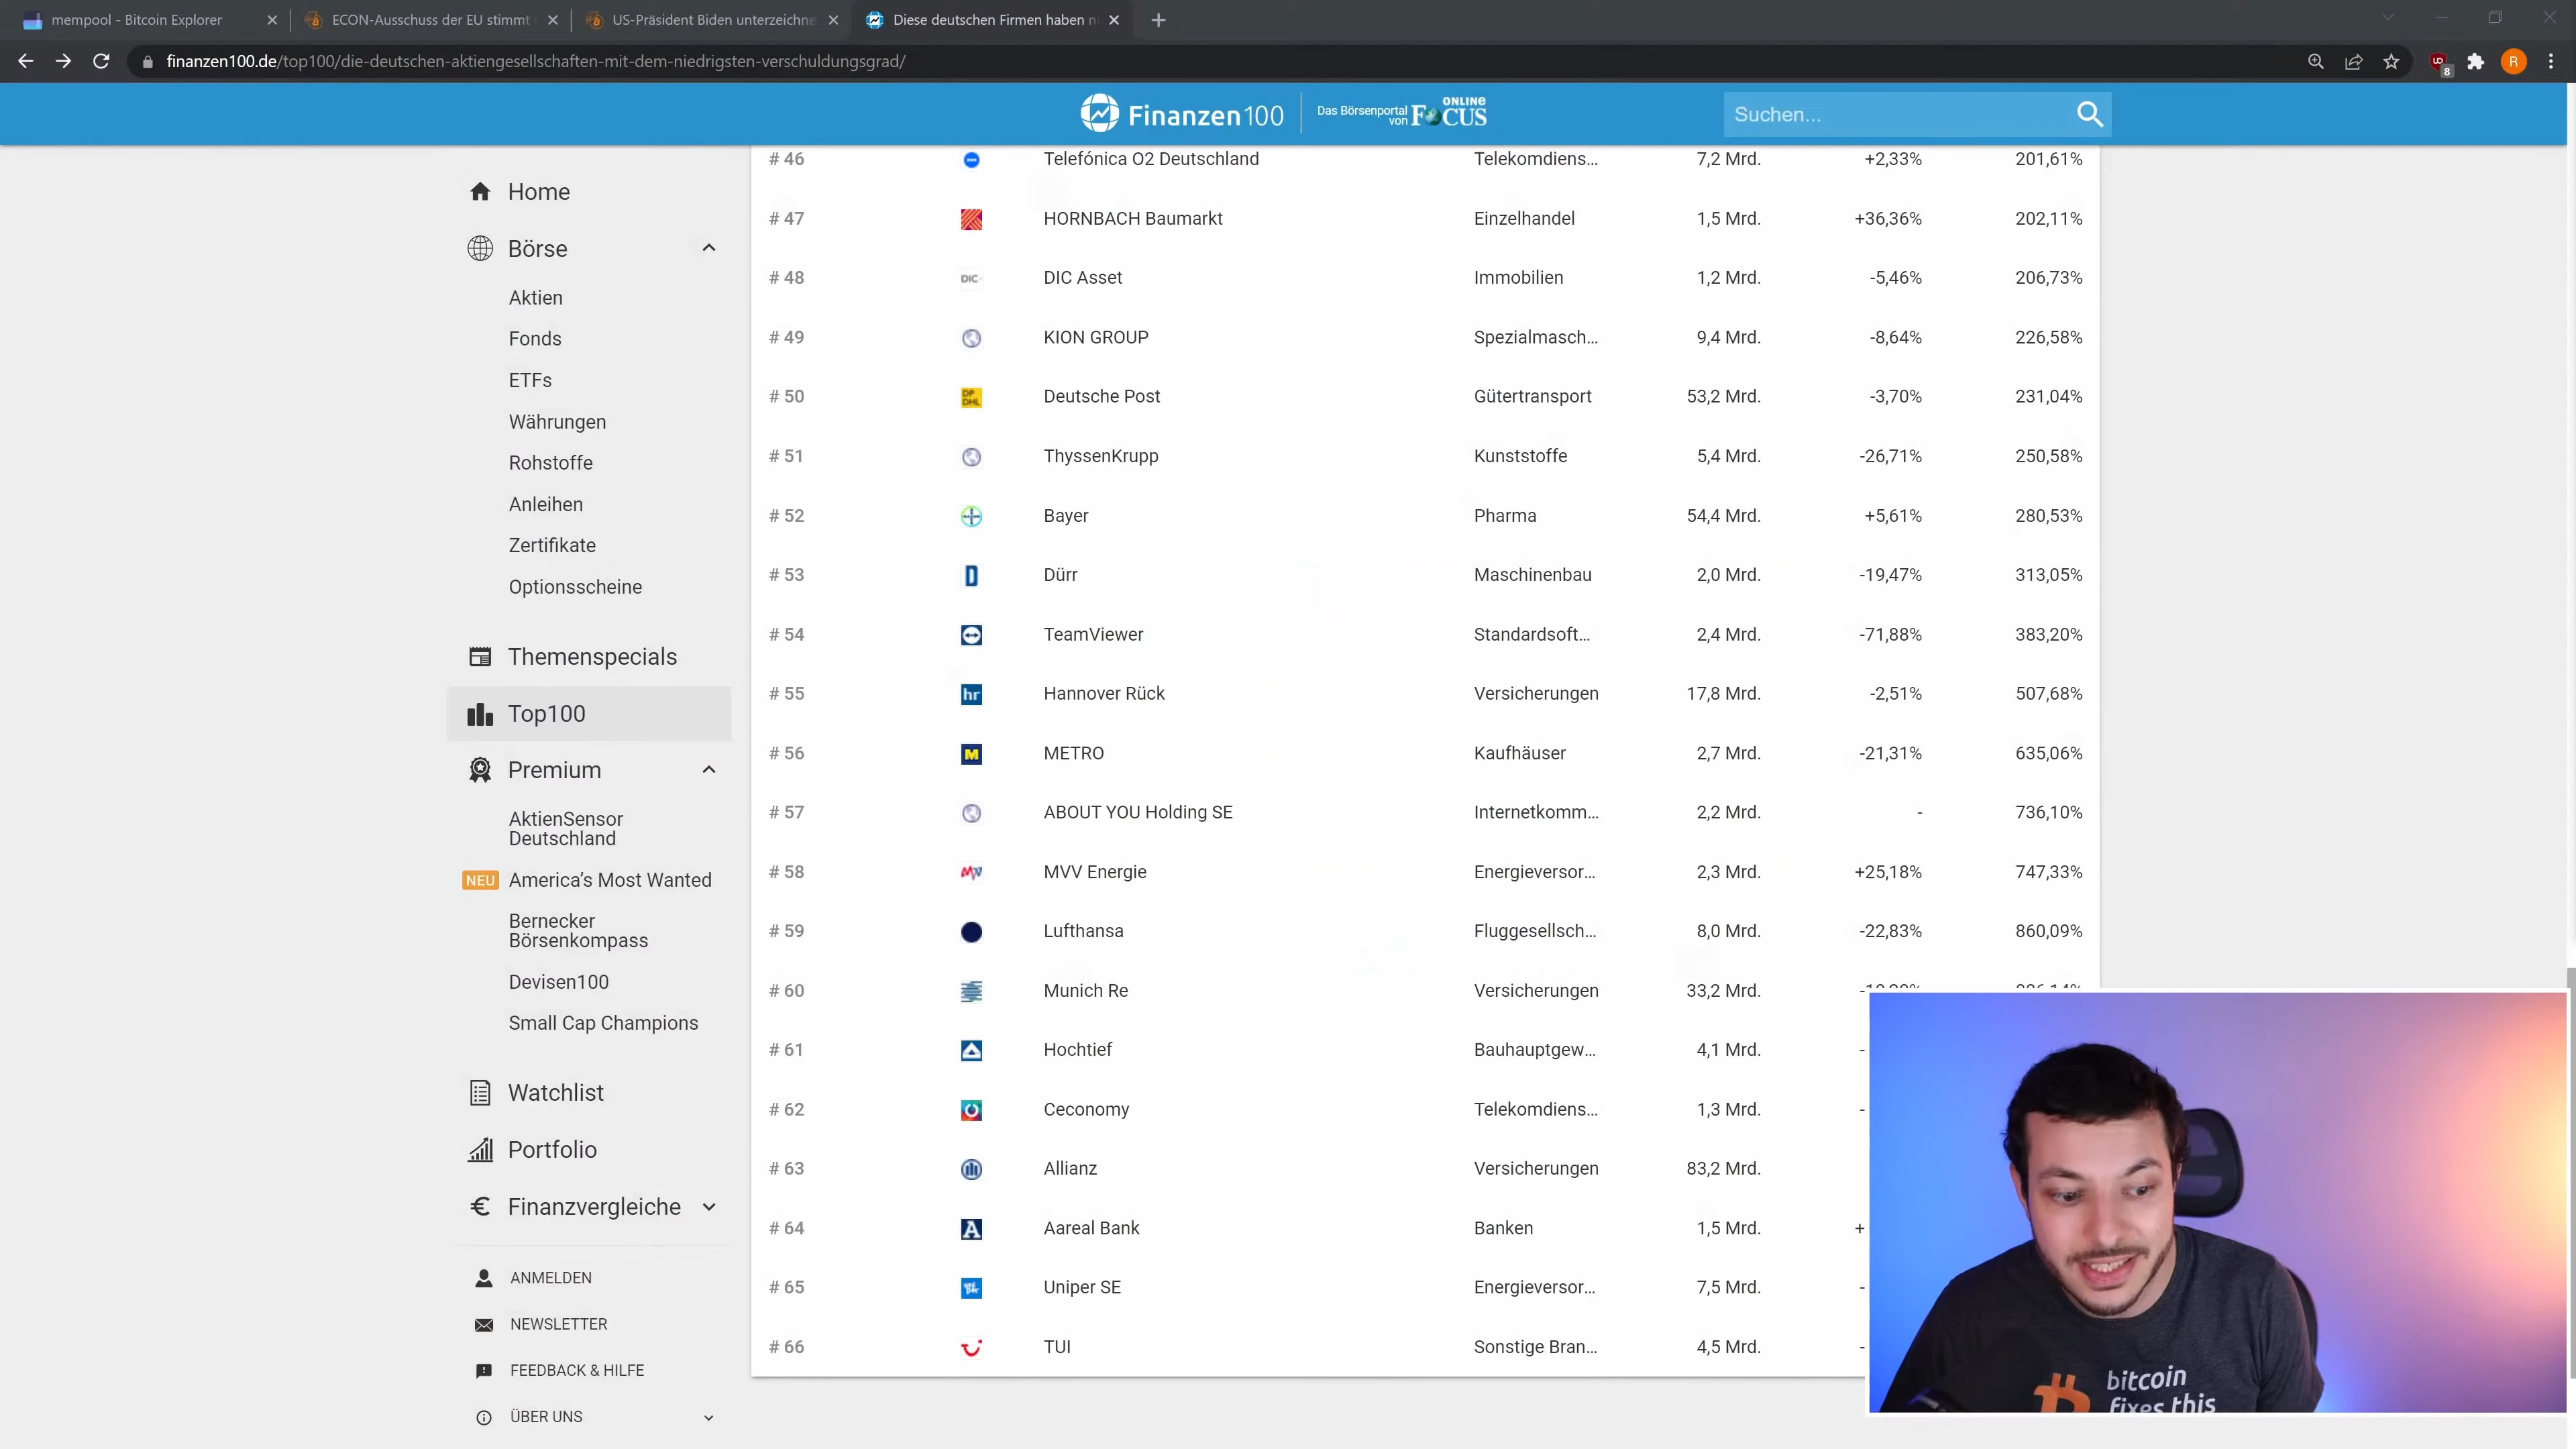 mempool - Bitcoin Explorer
ECON-Ausschuss der EU stimmt
US-Präsident Biden unterzeichne
Diese deutschen Firmen haben n
finanzen100.de/top100/die-deutschen-aktiengesellschaften-mit-dem-niedrigsten-verschuldungsgrad/
8
R
Finanzen100
Das Börsenportal von FOCUS ONLINE
Suchen...
Home
Börse
Aktien
Fonds
ETFs
Währungen
Rohstoffe
Anleihen
Zertifikate
Optionsscheine
Themenspecials
Top100
Premium
AktienSensor
Deutschland
NEU America’s Most Wanted
Bernecker
Börsenkompass
Devisen100
Small Cap Champions
Watchlist
Portfolio
Finanzvergleiche
ANMELDEN
NEWSLETTER
FEEDBACK & HILFE
ÜBER UNS
# 46 Telefónica O2 Deutschland Telekomdiens... 7,2 Mrd. +2,33% 201,61%
# 47 HORNBACH Baumarkt Einzelhandel 1,5 Mrd. +36,36% 202,11%
# 48 DIC DIC Asset Immobilien 1,2 Mrd. -5,46% 206,73%
# 49 KION GROUP Spezialmasch... 9,4 Mrd. -8,64% 226,58%
# 50 DP DHL Deutsche Post Gütertransport 53,2 Mrd. -3,70% 231,04%
# 51 ThyssenKrupp Kunststoffe 5,4 Mrd. -26,71% 250,58%
# 52 Bayer Pharma 54,4 Mrd. +5,61% 280,53%
# 53 Dürr Maschinenbau 2,0 Mrd. -19,47% 313,05%
# 54 TeamViewer Standardsoft... 2,4 Mrd. -71,88% 383,20%
# 55 hr Hannover Rück Versicherungen 17,8 Mrd. -2,51% 507,68%
# 56 M METRO Kaufhäuser 2,7 Mrd. -21,31% 635,06%
# 57 ABOUT YOU Holding SE Internetkomm... 2,2 Mrd. - 736,10%
# 58 MVV MVV Energie Energieversor... 2,3 Mrd. +25,18% 747,33%
# 59 Lufthansa Fluggesellsch... 8,0 Mrd. -22,83% 860,09%
# 60 Munich Re Versicherungen 33,2 Mrd.
# 61 Hochtief Bauhauptgew... 4,1 Mrd. -
# 62 Ceconomy Telekomdiens... 1,3 Mrd. -
# 63 Allianz Versicherungen 83,2 Mrd.
# 64 A Aareal Bank Banken 1,5 Mrd. +
# 65 Uniper SE Energieversor... 7,5 Mrd. -
# 66 TUI Sonstige Bran... 4,5 Mrd. -
bitcoin
fixes this